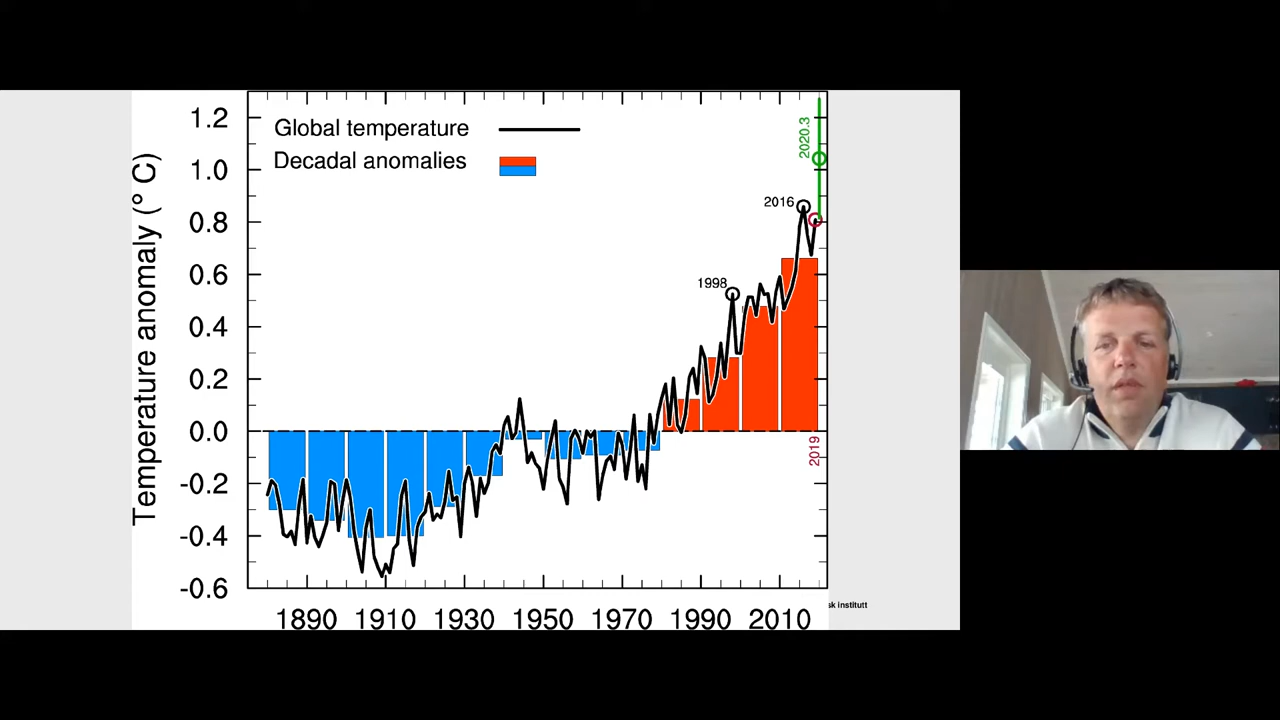 Temperature anomaly (° C)
1.2
1.0
0.8
0.6
0.4
0.2
0.0
-0.2
-0.4
-0.6
Global temperature
Decadal anomalies
1998
2016
2020.3
2019
1890 1910 1930 1950 1970 1990 2010
sk institutt